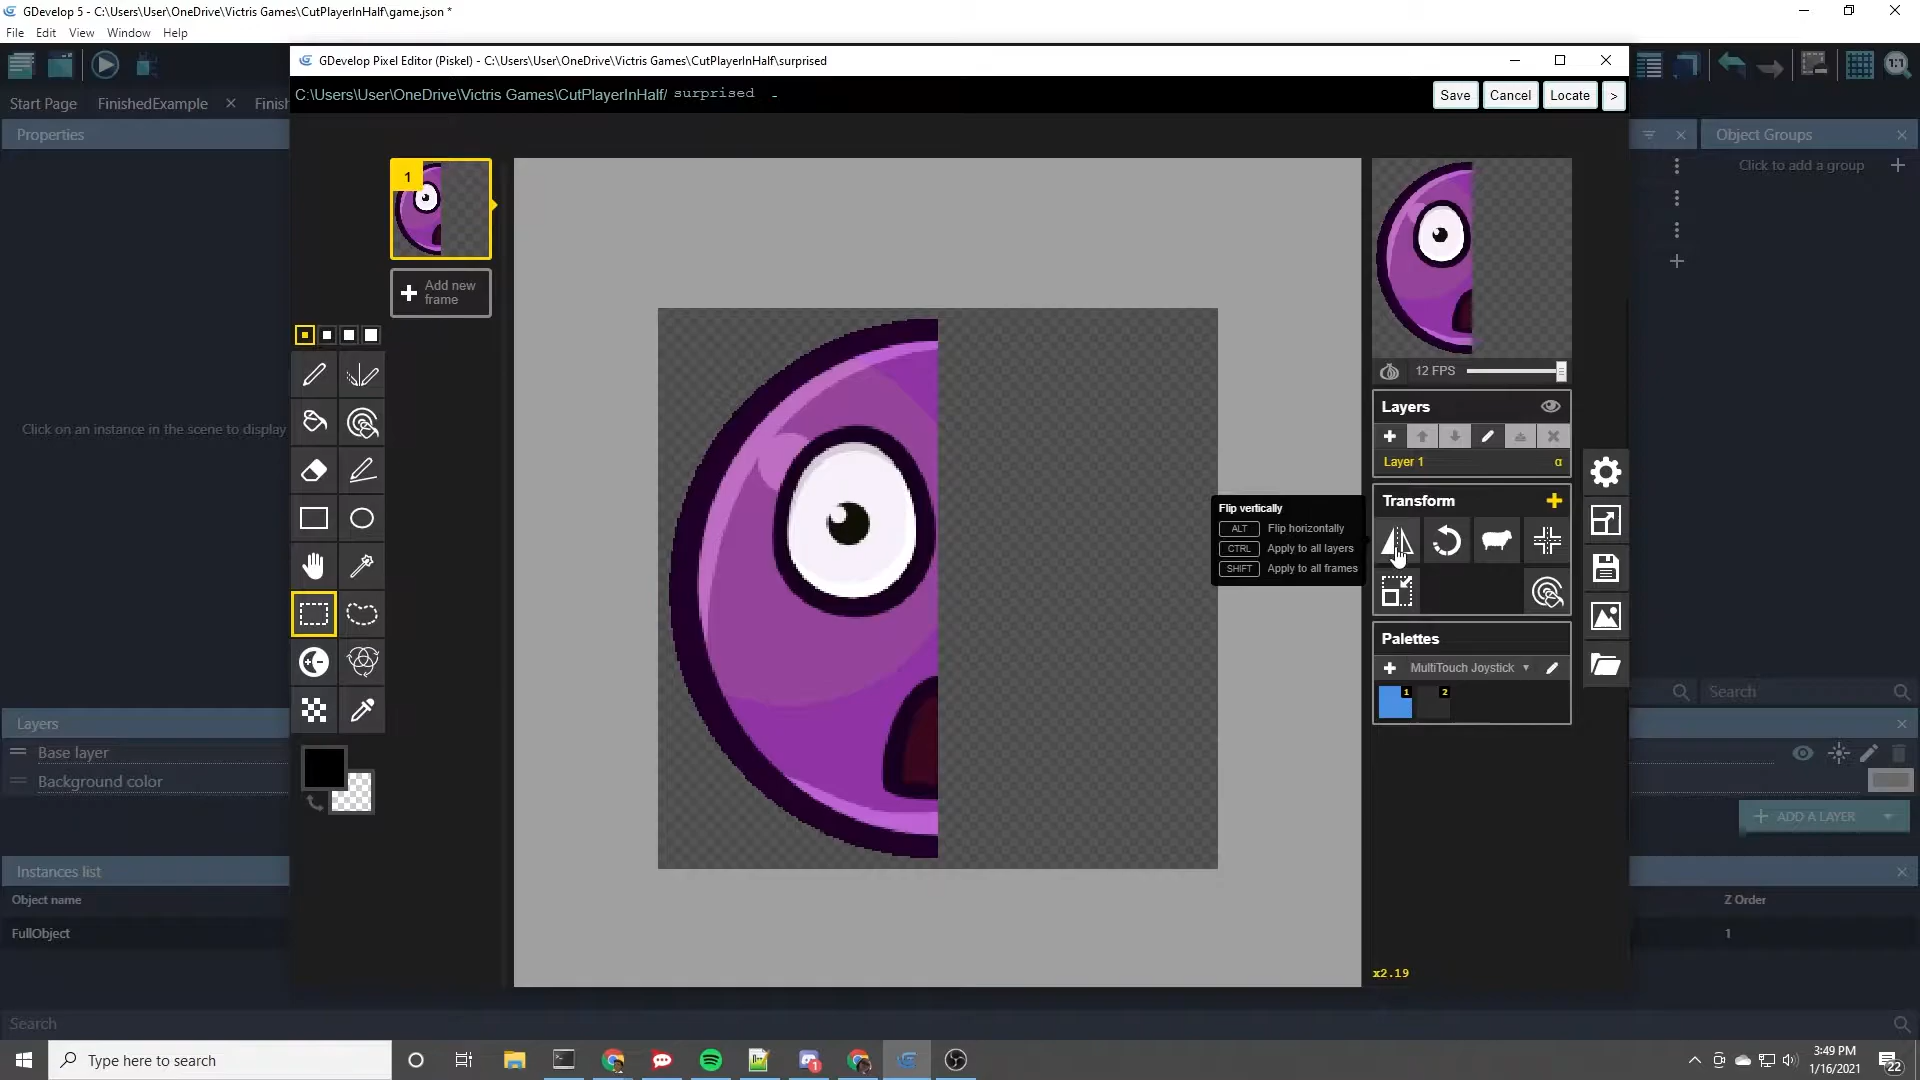 GDevelop 5 - C:\Users\User\OneDrive\Victris Games\CutPlayerInHalf\game.json *
File Edit View Window Help
GDevelop Pixel Editor (Piskel) - C:\Users\User\OneDrive\Victris Games\CutPlayerInHalf\surprised
C:\Users\User\OneDrive\Victris Games\CutPlayerInHalf/ surprised -
Save Cancel Locate >
Start Page FinishedExample Finish
Properties
Object Groups
Click to add a group
1
Add new
frame
12 FPS
Layers
Layer 1 α
Click on an instance in the scene to display
Transform
Flip vertically
ALT Flip horizontally
CTRL Apply to all layers
SHIFT Apply to all frames
Palettes
MultiTouch Joystick
1 2
Search
Layers
Base layer
Background color
ADD A LAYER
Instances list
Object name Z Order
FullObject 1
x2.19
Search
Type here to search
1
3:49 PM
1/16/2021
22
1:1